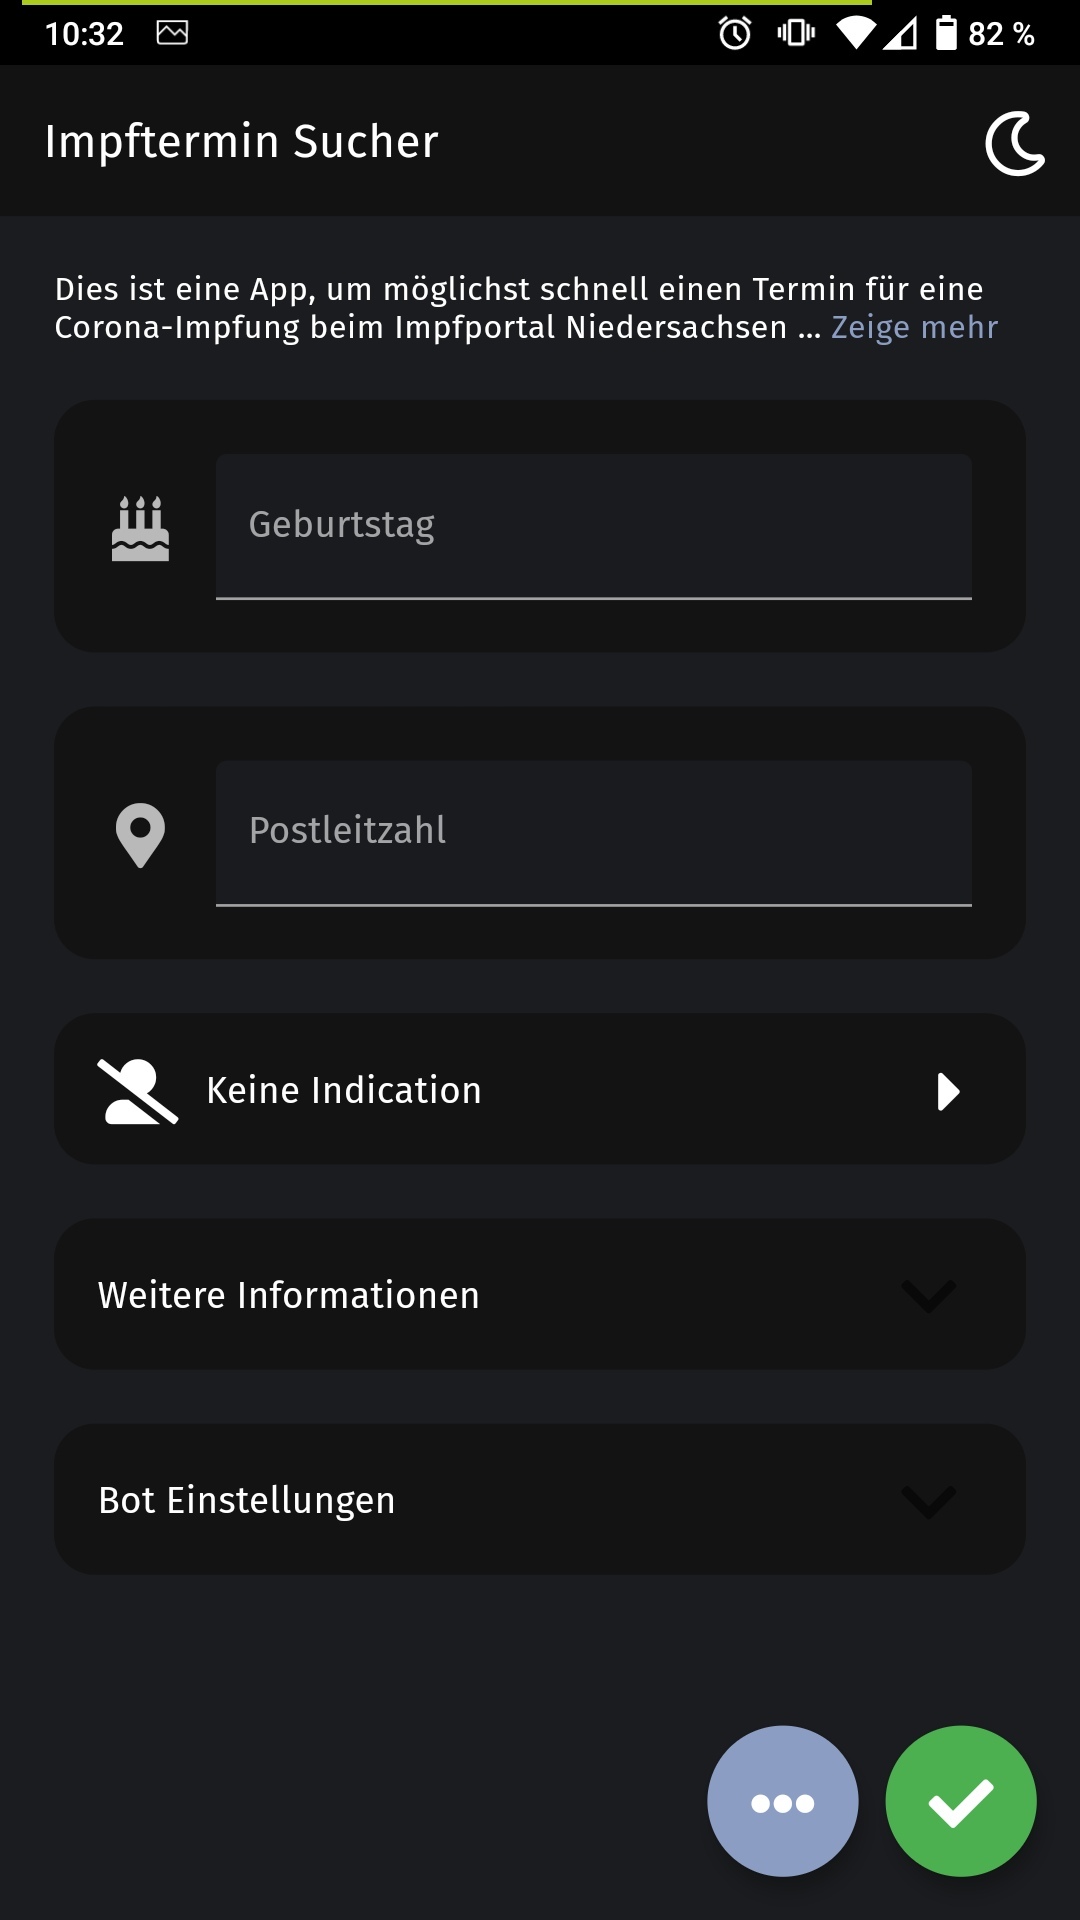 10:32
82 %
Impftermin Sucher
Dies ist eine App, um möglichst schnell einen Termin für eine
Corona-Impfung beim Impfportal Niedersachsen ... Zeige mehr
Geburtstag
Postleitzahl
Keine Indication
Weitere Informationen
Bot Einstellungen